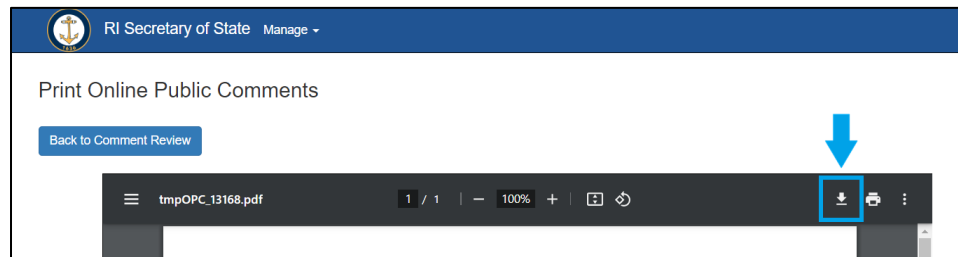 RI Secretary of State Manage
Print Online Public Comments
Back to Comment Review
tmpOPC_13168.pdf 1 / 1 | − 100% + |